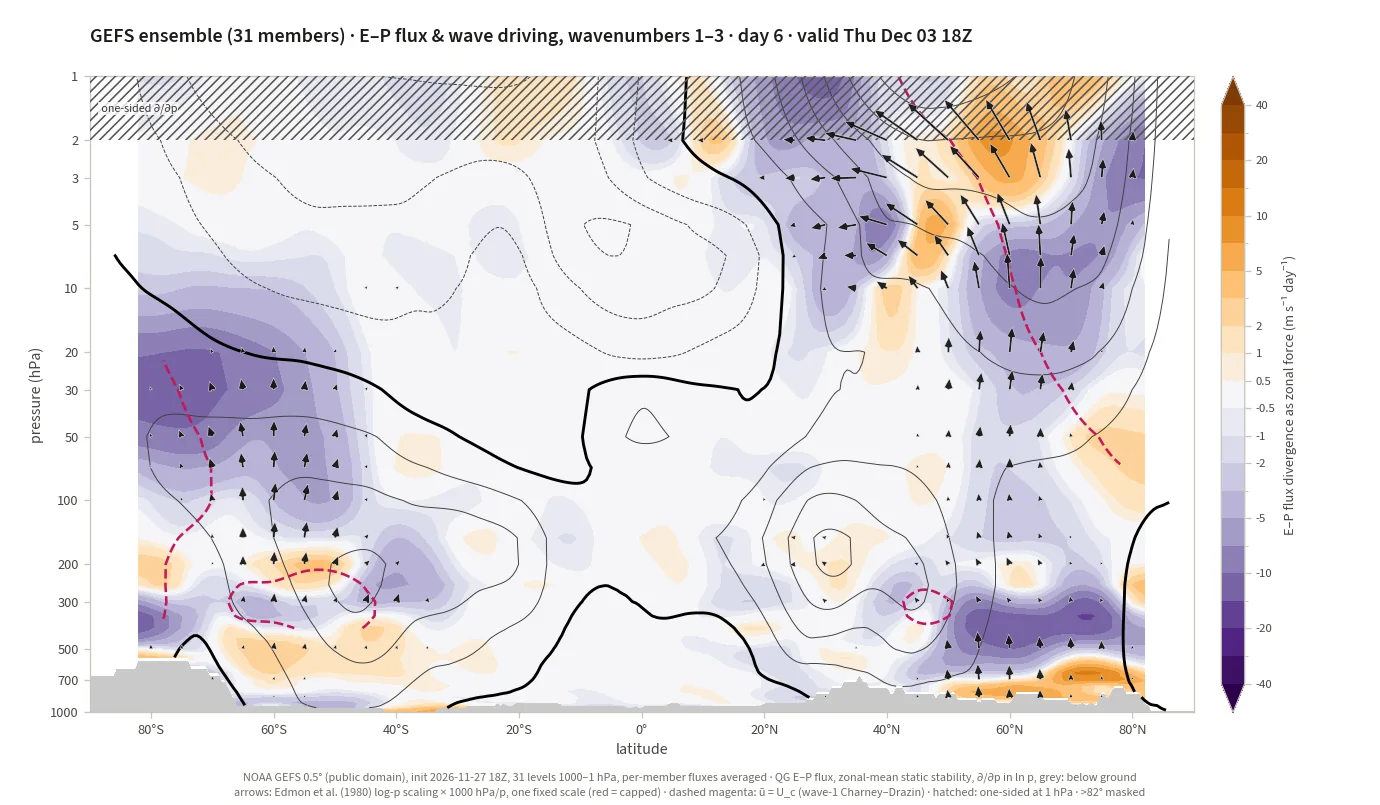 GEFS ensemble (31 members) · E–P flux & wave driving, wavenumbers 1–3 · day 6 · valid Thu Dec 03 18Z
one-sided ∂/∂p
1
2
3
5
10
20
30
50
100
200
300
500
700
1000
pressure (hPa)
80°S
60°S
40°S
20°S
0°
20°N
40°N
60°N
80°N
latitude
40
20
10
5
2
1
0.5
-0.5
-1
-2
-5
-10
-20
-40
E–P flux divergence as zonal force (m s⁻¹ day⁻¹)
NOAA GEFS 0.5° (public domain), init 2026-11-27 18Z, 31 levels 1000–1 hPa, per-member fluxes averaged · QG E–P flux, zonal-mean static stability, ∂/∂p in ln p, grey: below ground
arrows: Edmon et al. (1980) log-p scaling × 1000 hPa/p, one fixed scale (red = capped) · dashed magenta: ū = U_c (wave-1 Charney–Drazin) · hatched: one-sided at 1 hPa · >82° masked